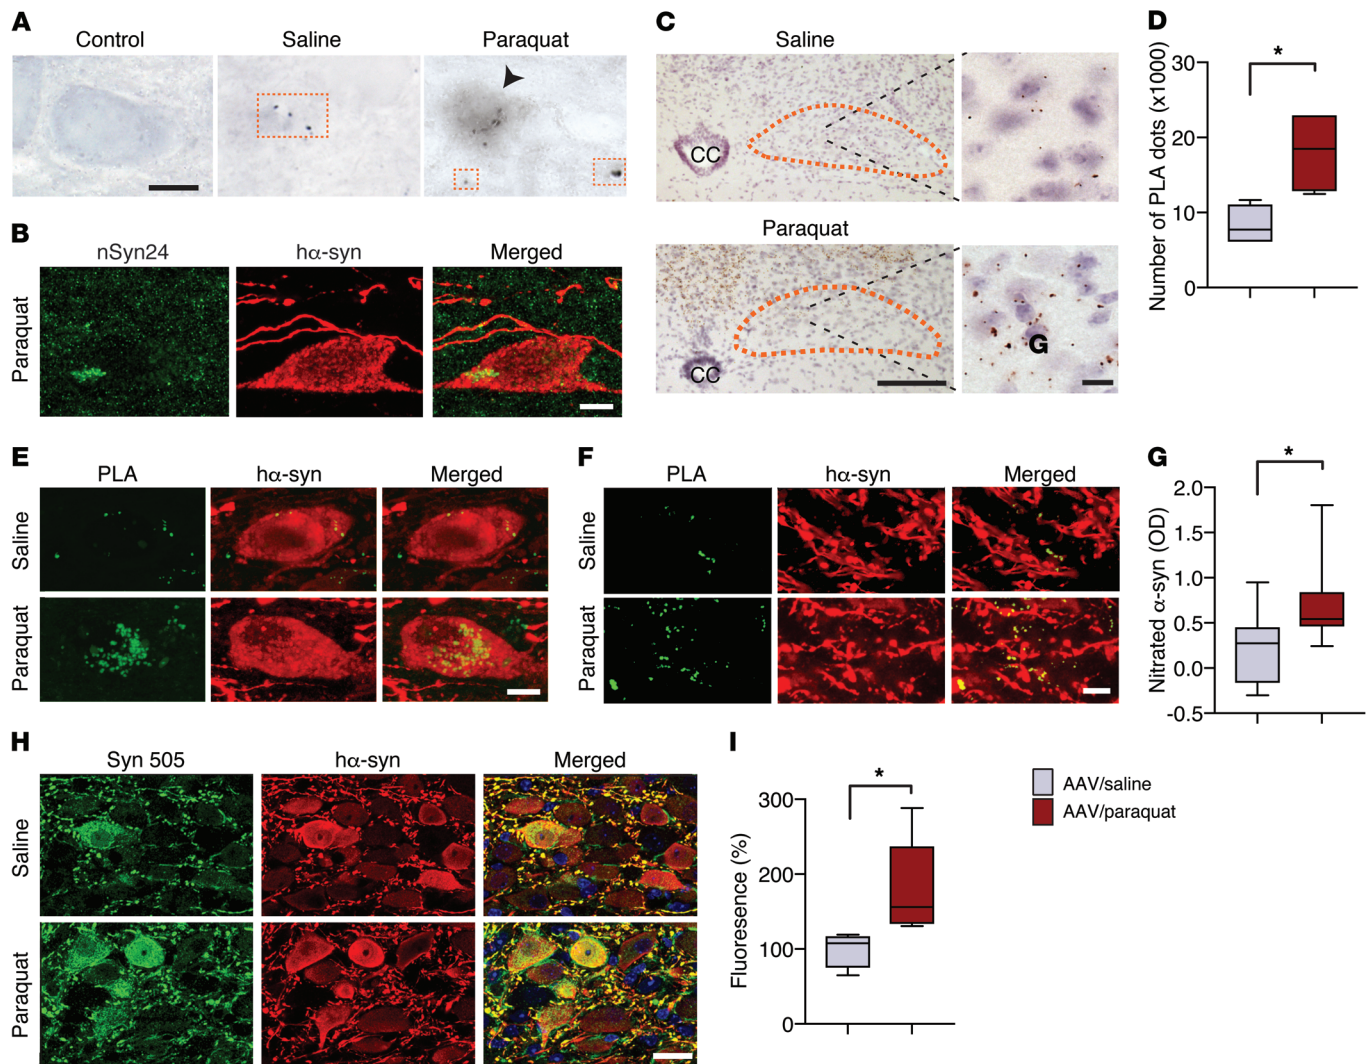 A
Control
Saline
Paraquat
B
nSyn24
hα-syn
Merged
Paraquat
C
Saline
CC
Paraquat
CC
G
D
Number of PLA dots (x1000)
30
20
10
0
*
E
PLA
hα-syn
Merged
Saline
Paraquat
F
PLA
hα-syn
Merged
Saline
Paraquat
G
Nitrated α-syn (OD)
2.0
1.5
1.0
0.5
0.0
-0.5
*
H
Syn 505
hα-syn
Merged
Saline
Paraquat
I
Fluoresence (%)
300
200
100
0
*
AAV/saline
AAV/paraquat